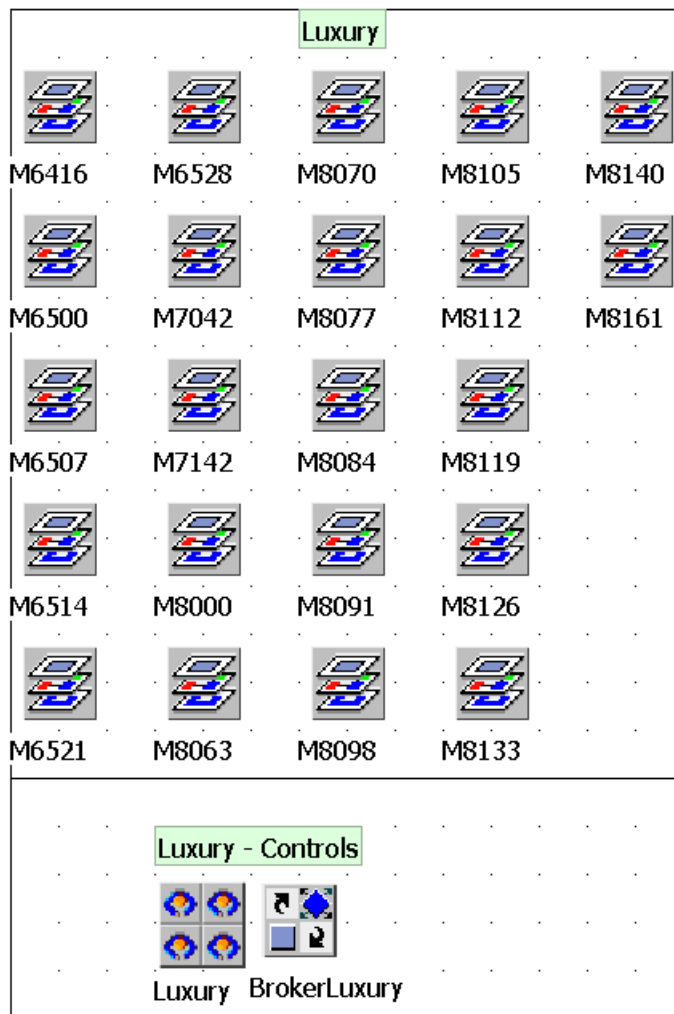 Luxury
M6416 M6528 M8070 M8105 M8140
M6500 M7042 M8077 M8112 M8161
M6507 M7142 M8084 M8119
M6514 M8000 M8091 M8126
M6521 M8063 M8098 M8133
Luxury - Controls
Luxury BrokerLuxury